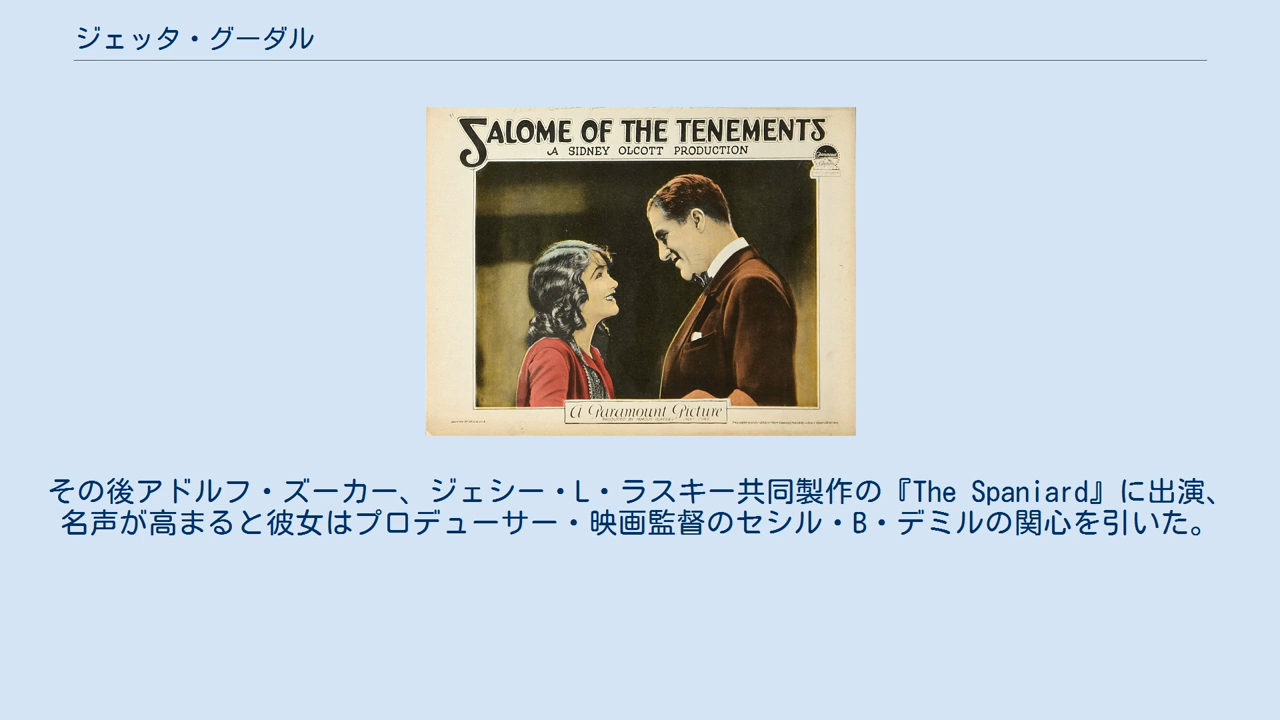 ジェッタ・グーダル
SALOME OF THE TENEMENTS
A SIDNEY OLCOTT PRODUCTION
Paramount
A Paramount Picture
その後アドルフ・ズーカー、ジェシー・L・ラスキー共同製作の『The Spaniard』に出演、
名声が高まると彼女はプロデューサー・映画監督のセシル・B・デミルの関心を引いた。